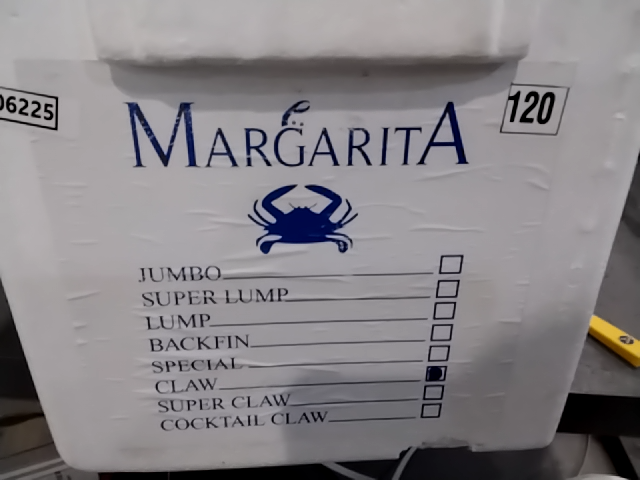 06225
120
MARGARITA
JUMBO
SUPER LUMP
LUMP
BACKFIN
SPECIAL
CLAW
SUPER CLAW
COCKTAIL CLAW